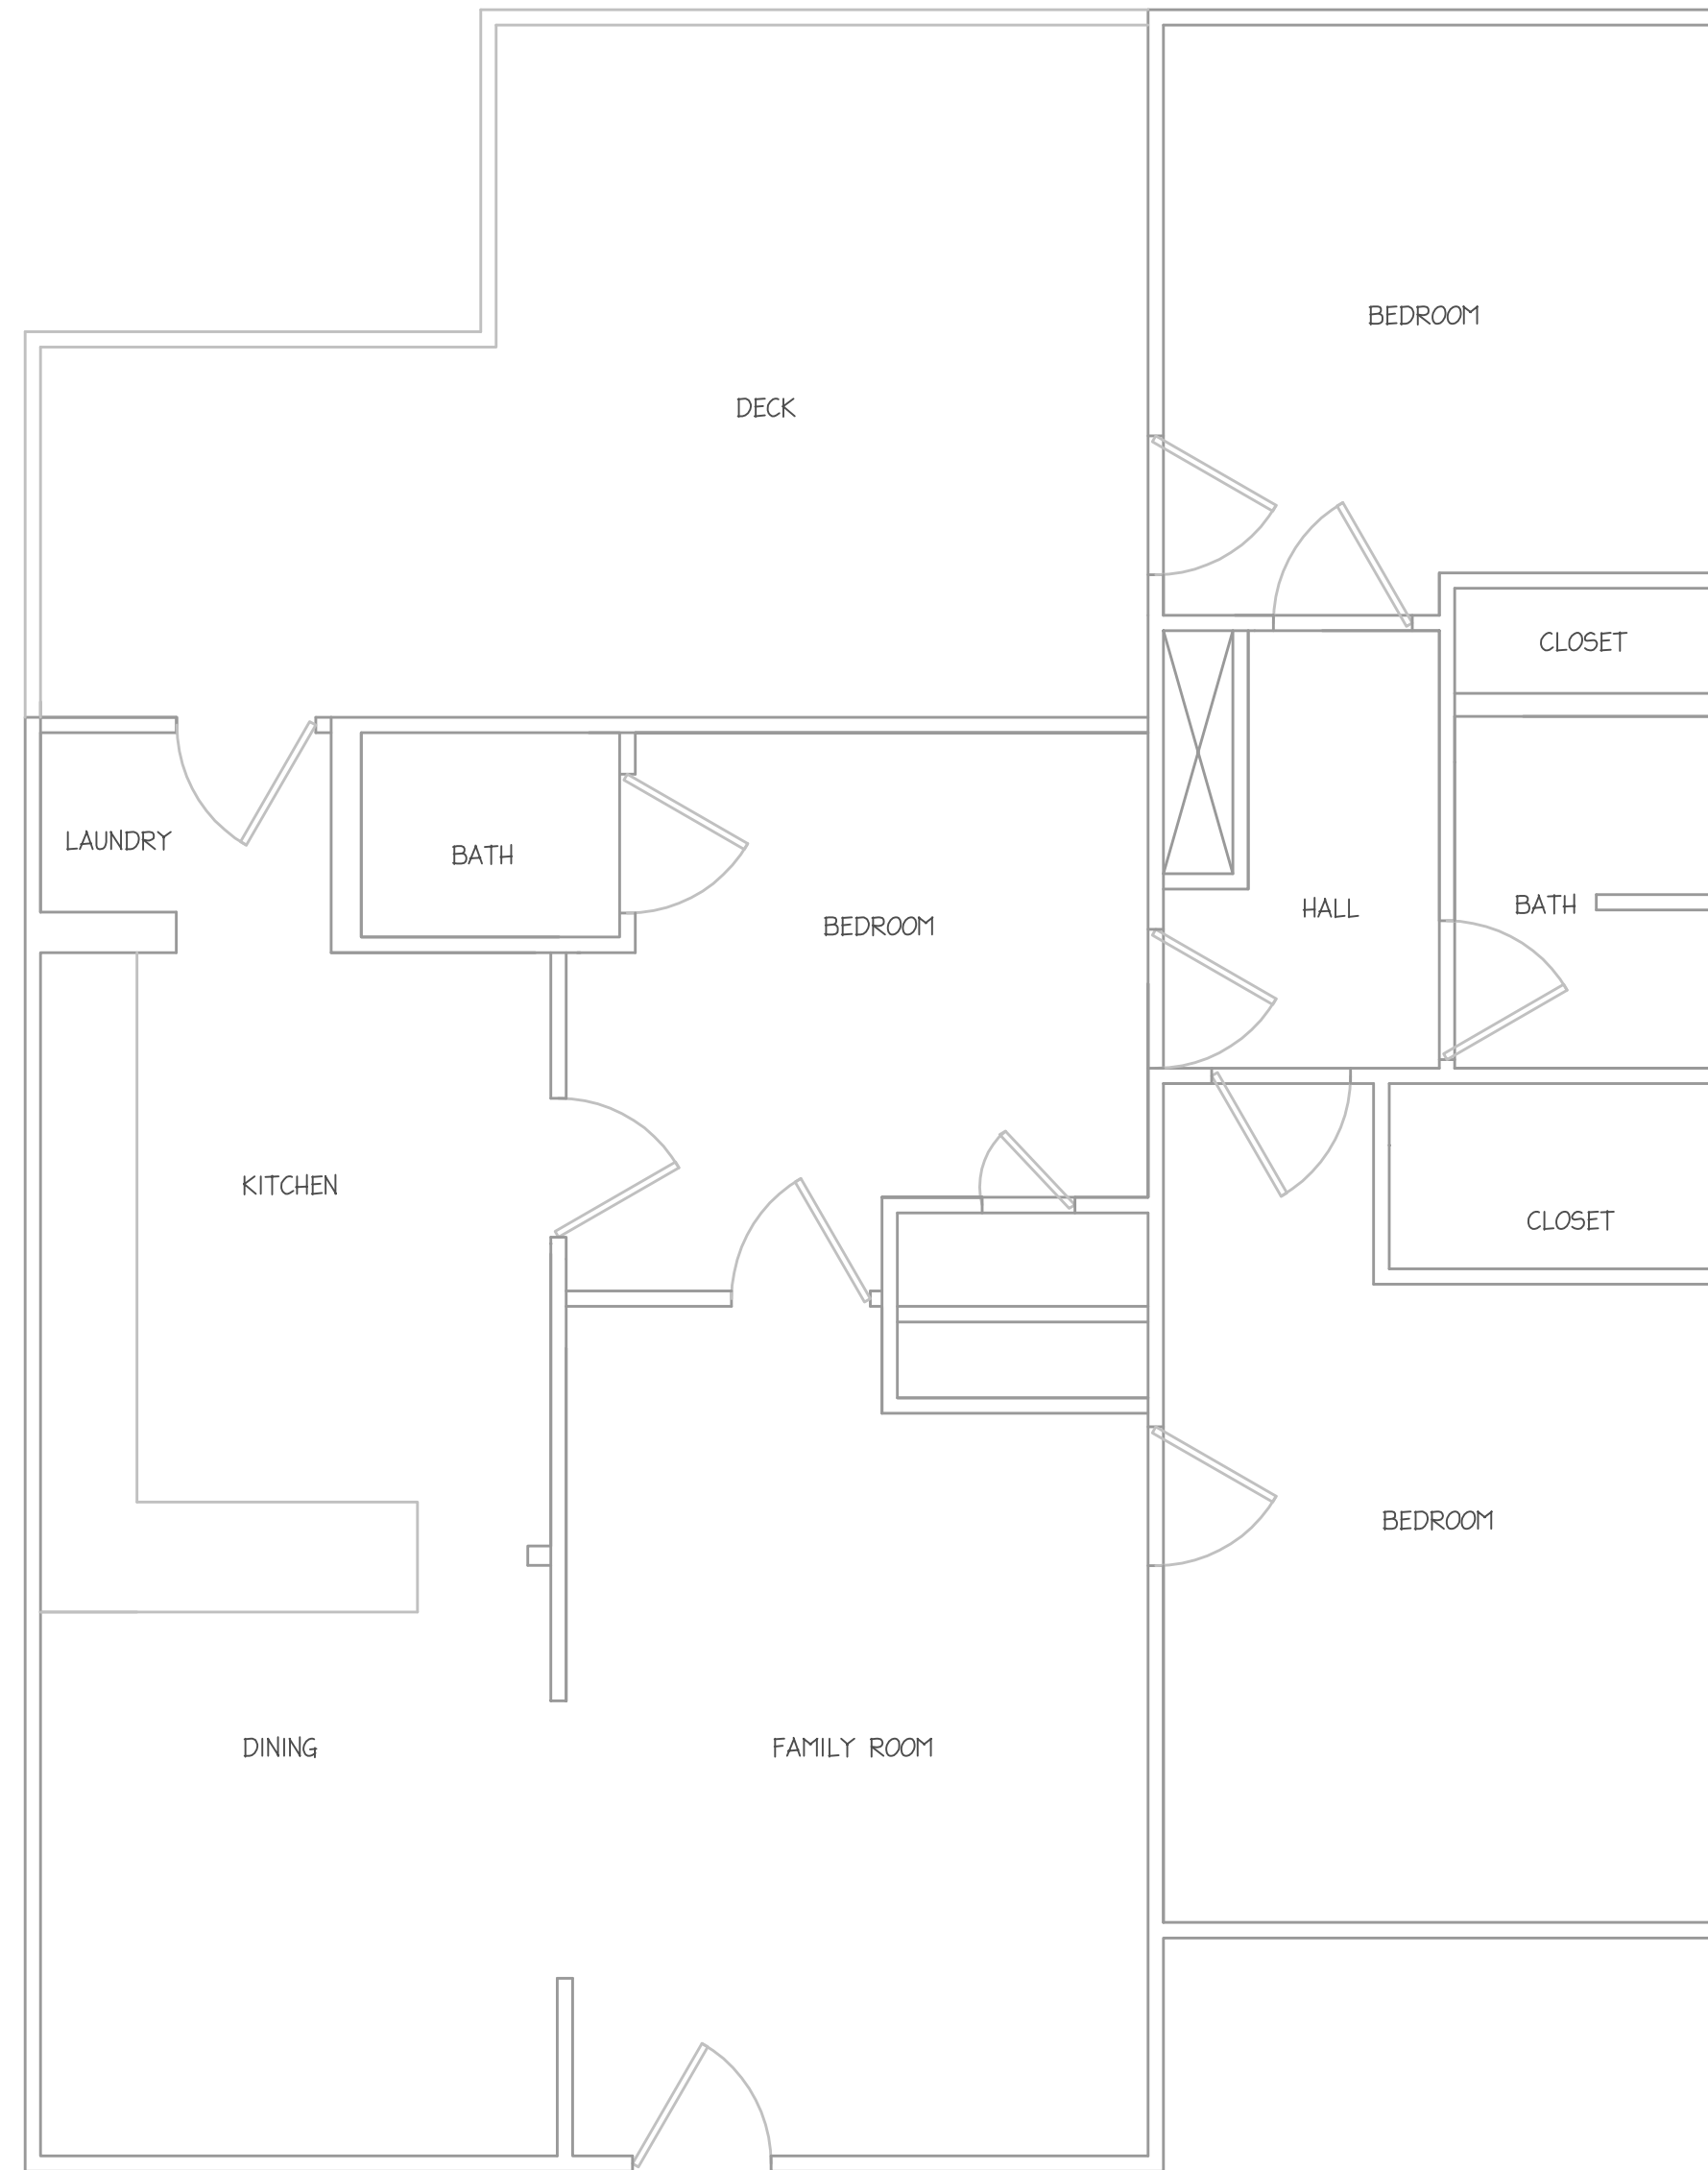 BEDROOM
DECK
CLOSET
LAUNDRY
BATH
BEDROOM
HALL
BATH
KITCHEN
CLOSET
BEDROOM
DINING
FAMILY ROOM